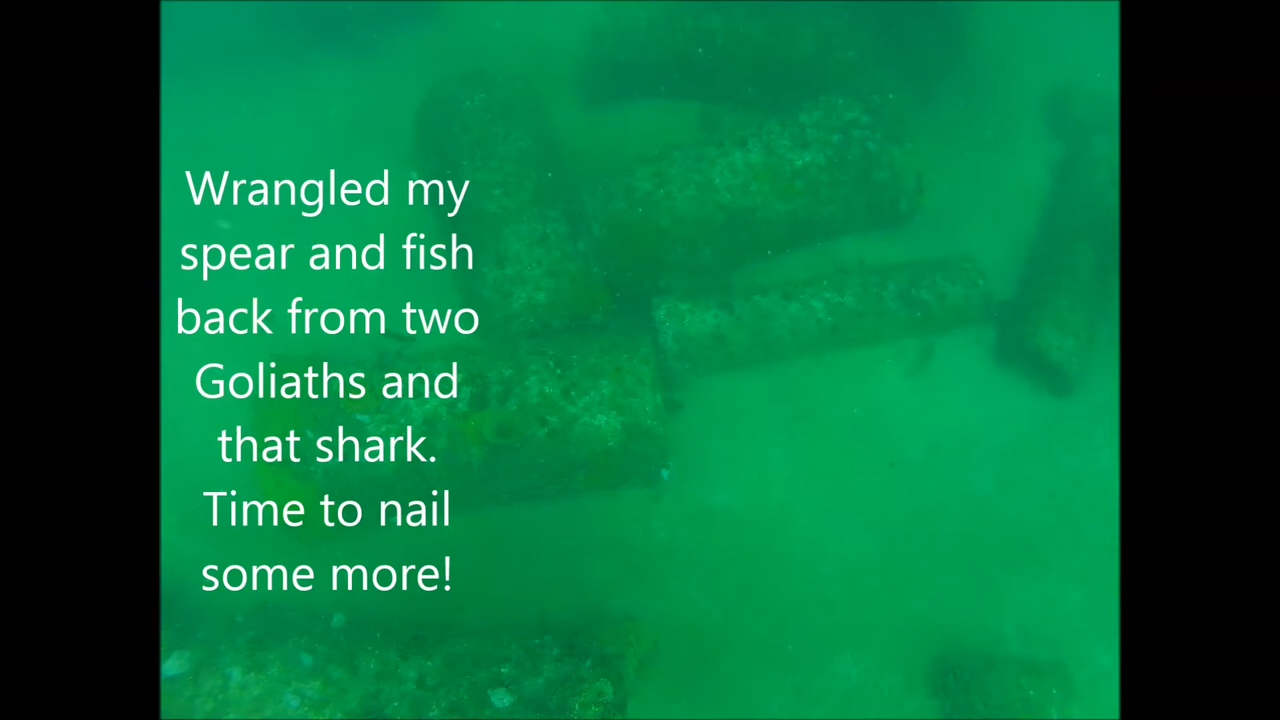 Wrangled my
spear and fish
back from two
Goliaths and
that shark.
Time to nail
some more!